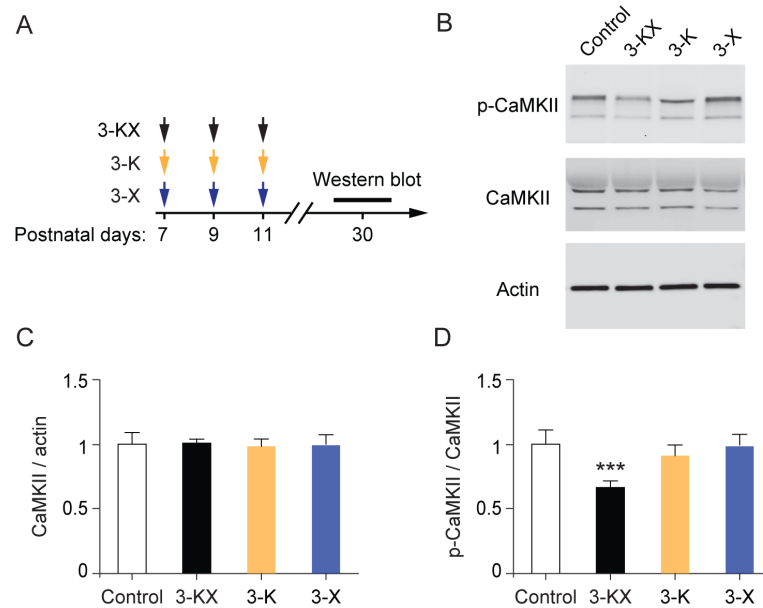 A
3-KX
3-K
3-X
Western blot
Postnatal days: 7 9 11 30
B
Control 3-KX 3-K 3-X
p-CaMKII
CaMKII
Actin
C
CaMKII / actin
1.5
1
0.5
0
Control 3-KX 3-K 3-X
D
p-CaMKII / CaMKII
1.5
1
0.5
0
***
Control 3-KX 3-K 3-X